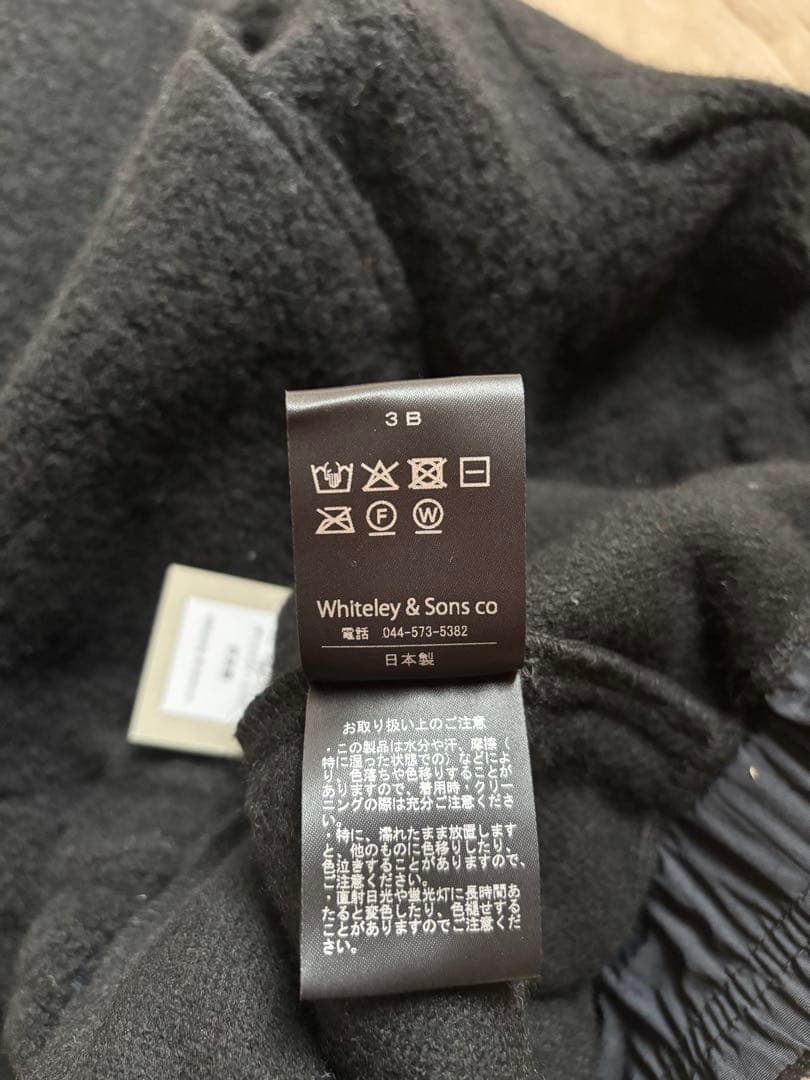 3B
F W
Whiteley & Sons co
電話 044-573-5382
日本製
お取り扱い上のご注意
・この製品は水分や汗、摩擦(
特に湿った状態での)などによ
り、色落ちや色移りすることが
ありますので、着用時・クリー
ニングの際は充分ご注意くださ
い。
・特に、濡れたまま放置します
と、他のものに色移りしたり、
色泣きすることがありますので、
ご注意ください。
・直射日光や蛍光灯に長時間あ
たると変色したり、色褪せする
ことがありますのでご注意くだ
さい。